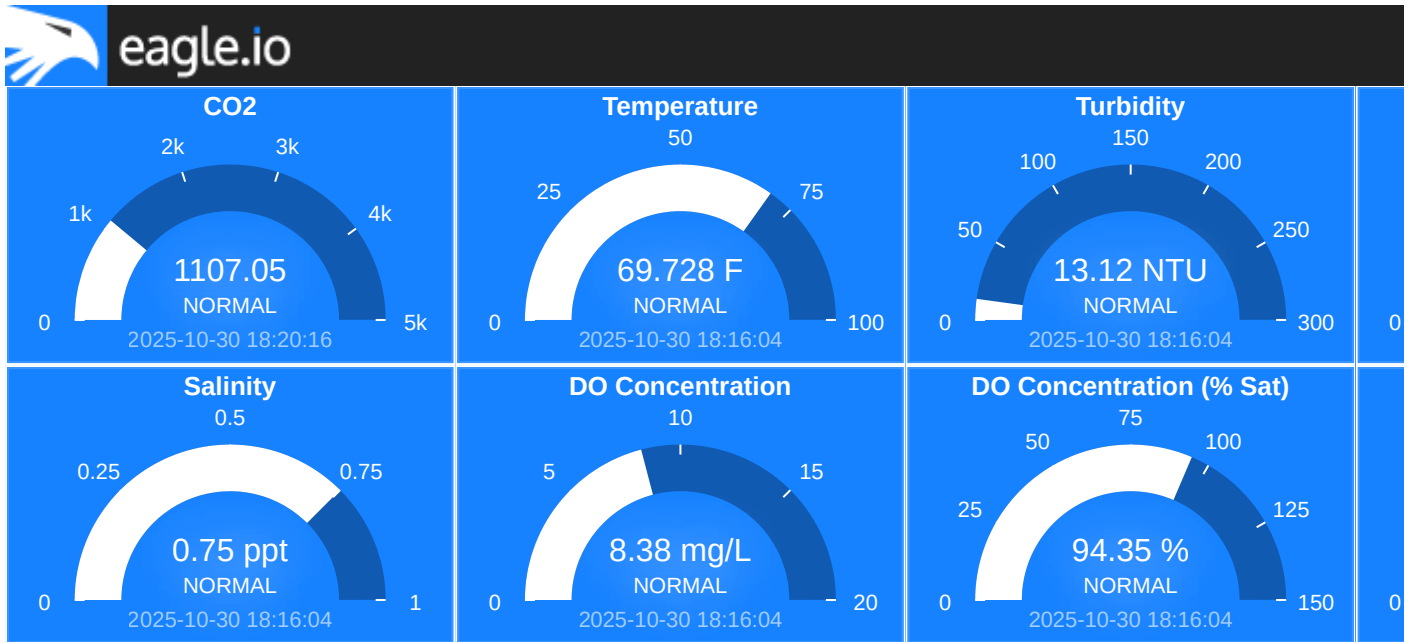 eagle.io
CO2
0
1k
2k
3k
4k
5k
1107.05
NORMAL
2025-10-30 18:20:16
Temperature
0
25
50
75
100
69.728 F
NORMAL
2025-10-30 18:16:04
Turbidity
0
50
100
150
200
250
300
13.12 NTU
NORMAL
2025-10-30 18:16:04
0
Salinity
0
0.25
0.5
0.75
1
0.75 ppt
NORMAL
2025-10-30 18:16:04
DO Concentration
0
5
10
15
20
8.38 mg/L
NORMAL
2025-10-30 18:16:04
DO Concentration (% Sat)
0
25
50
75
100
125
150
94.35 %
NORMAL
2025-10-30 18:16:04
0